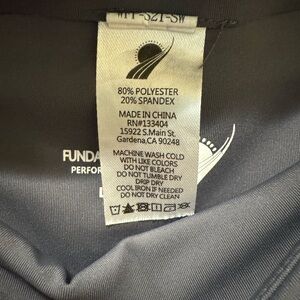 80% POLYESTER
20% SPANDEX
MADE IN CHINA
RN#133404
15922 S.Main St.
Gardena,CA 90248
FUNDA
PERFOR
MACHINE WASH COLD
WITH LIKE COLORS
DO NOT BLEACH
DO NOT TUMBLE DRY
DRIP DRY
COOL IRON IF NEEDED
DO NOT DRY CLEAN